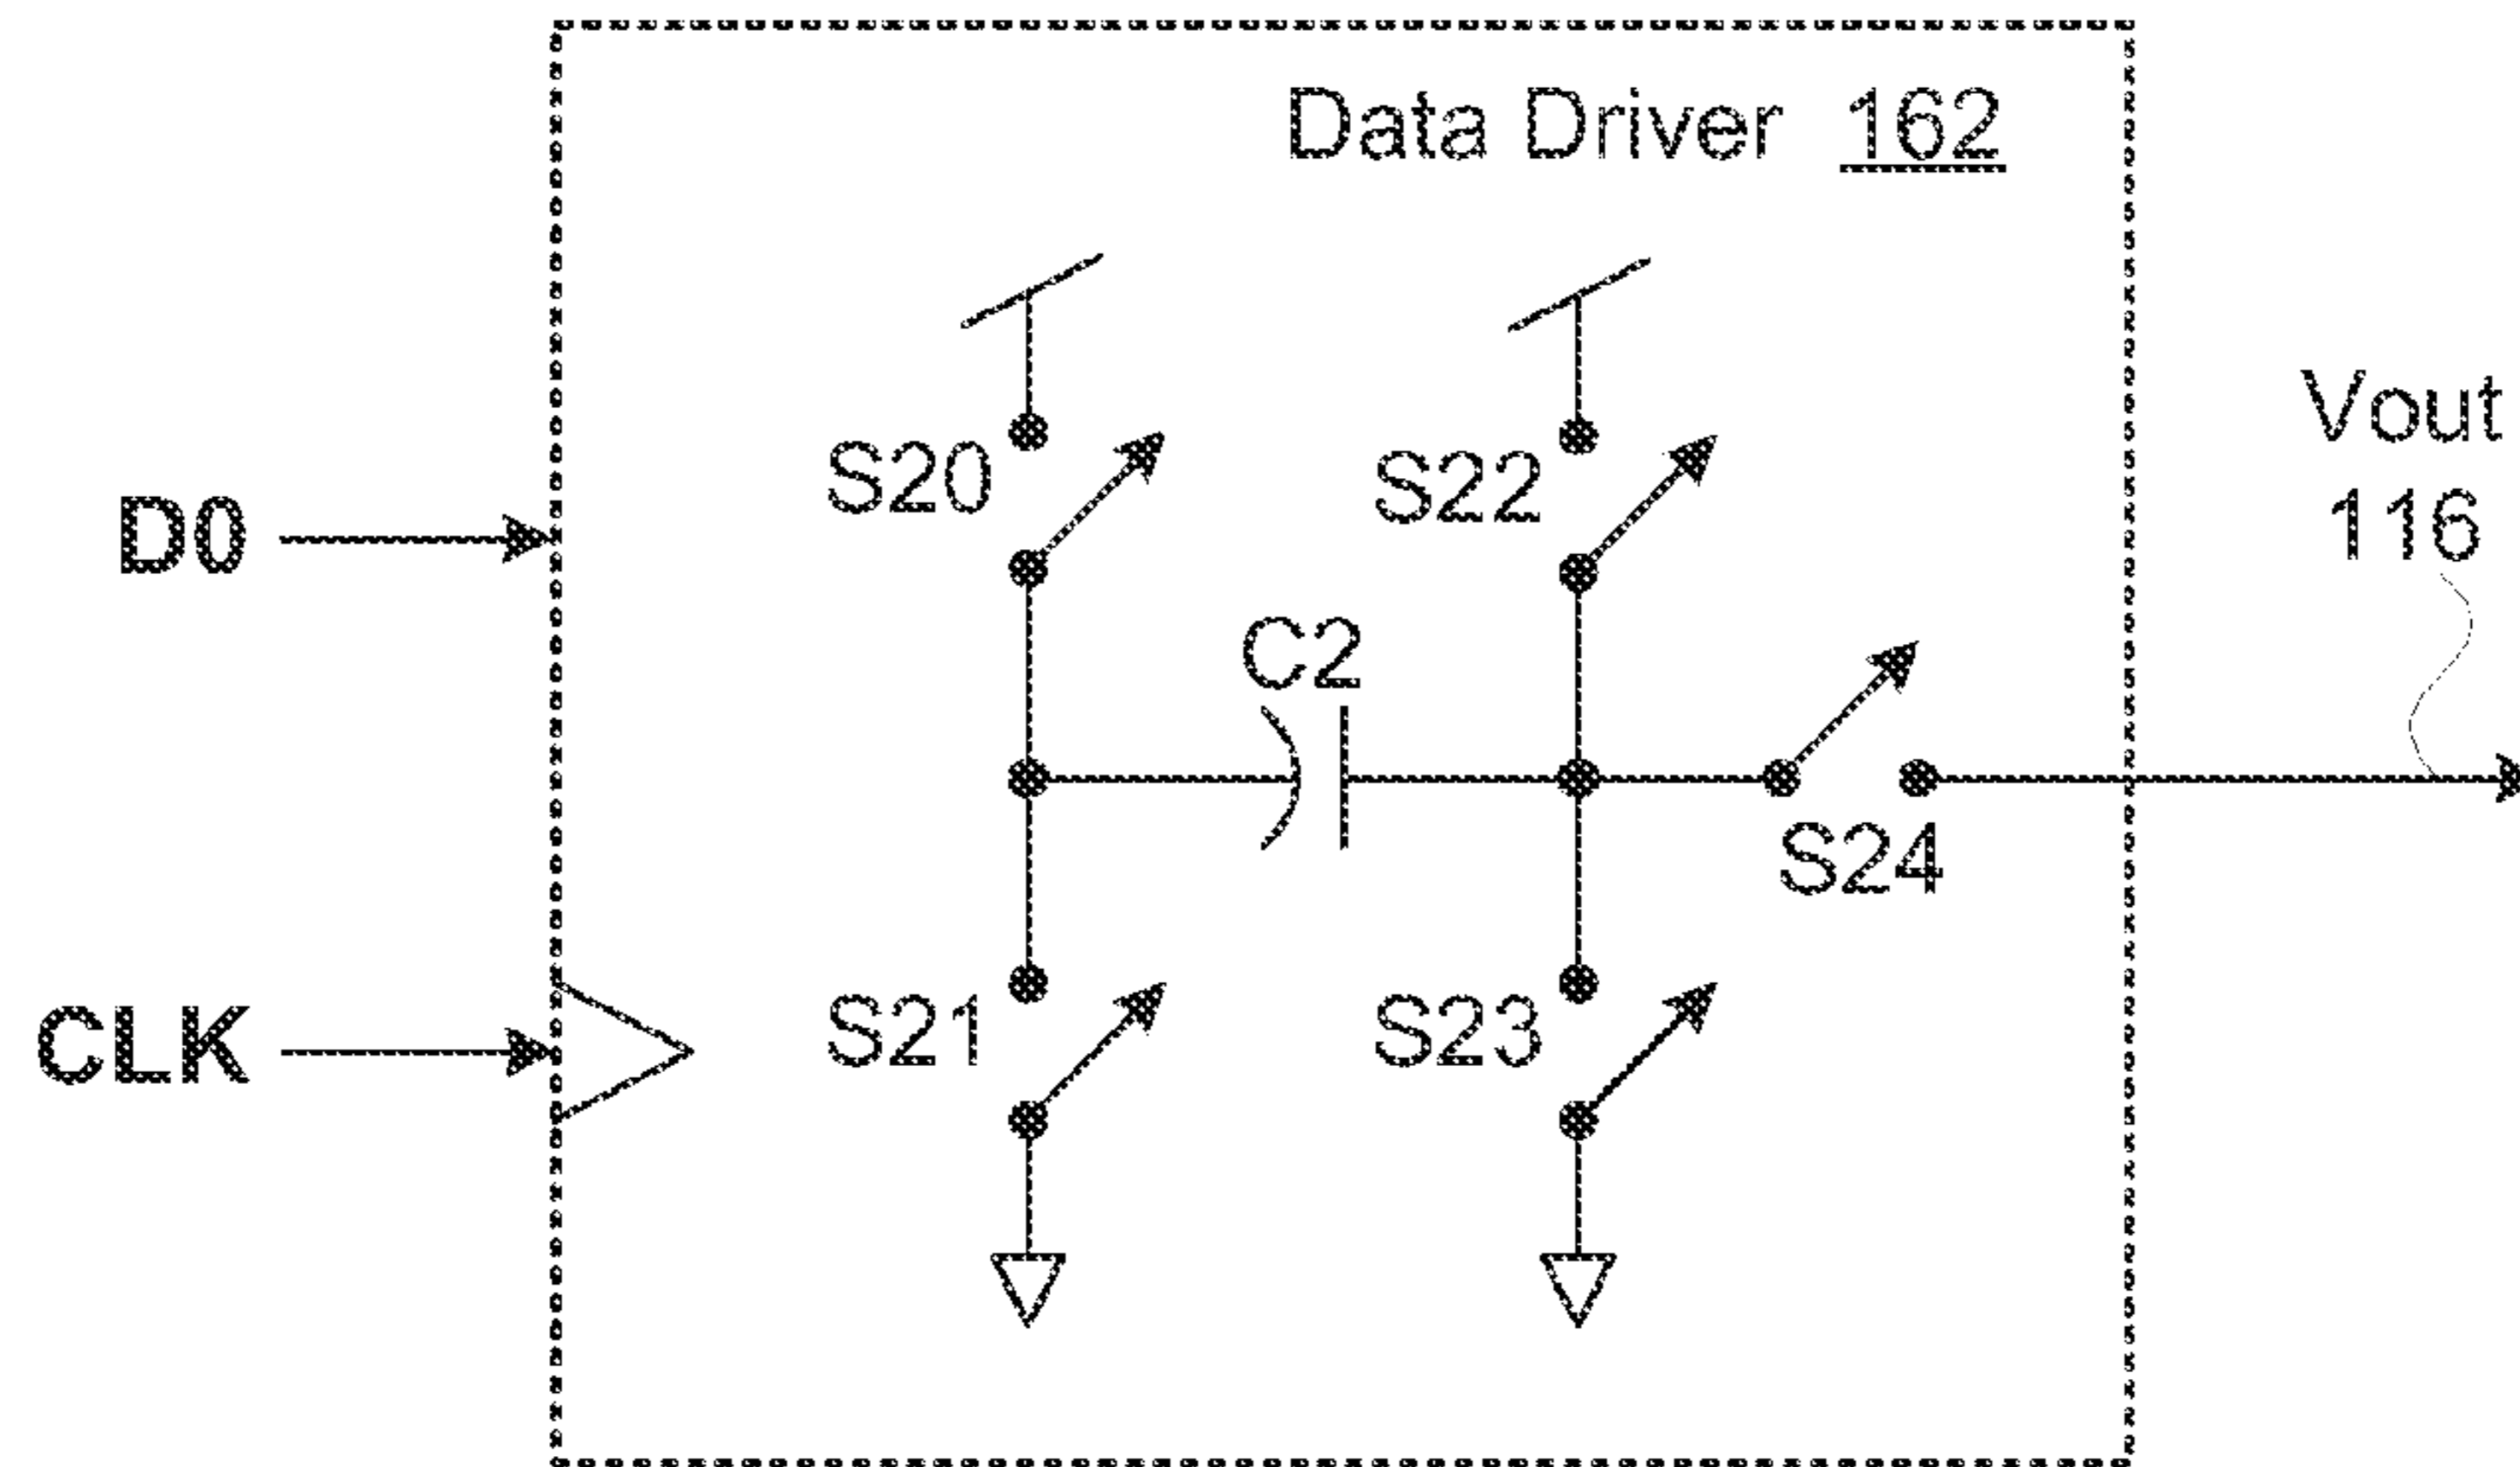 Data Driver 162
Vout
116
S20
S22
D0
C2
S24
S21
S23
CLK